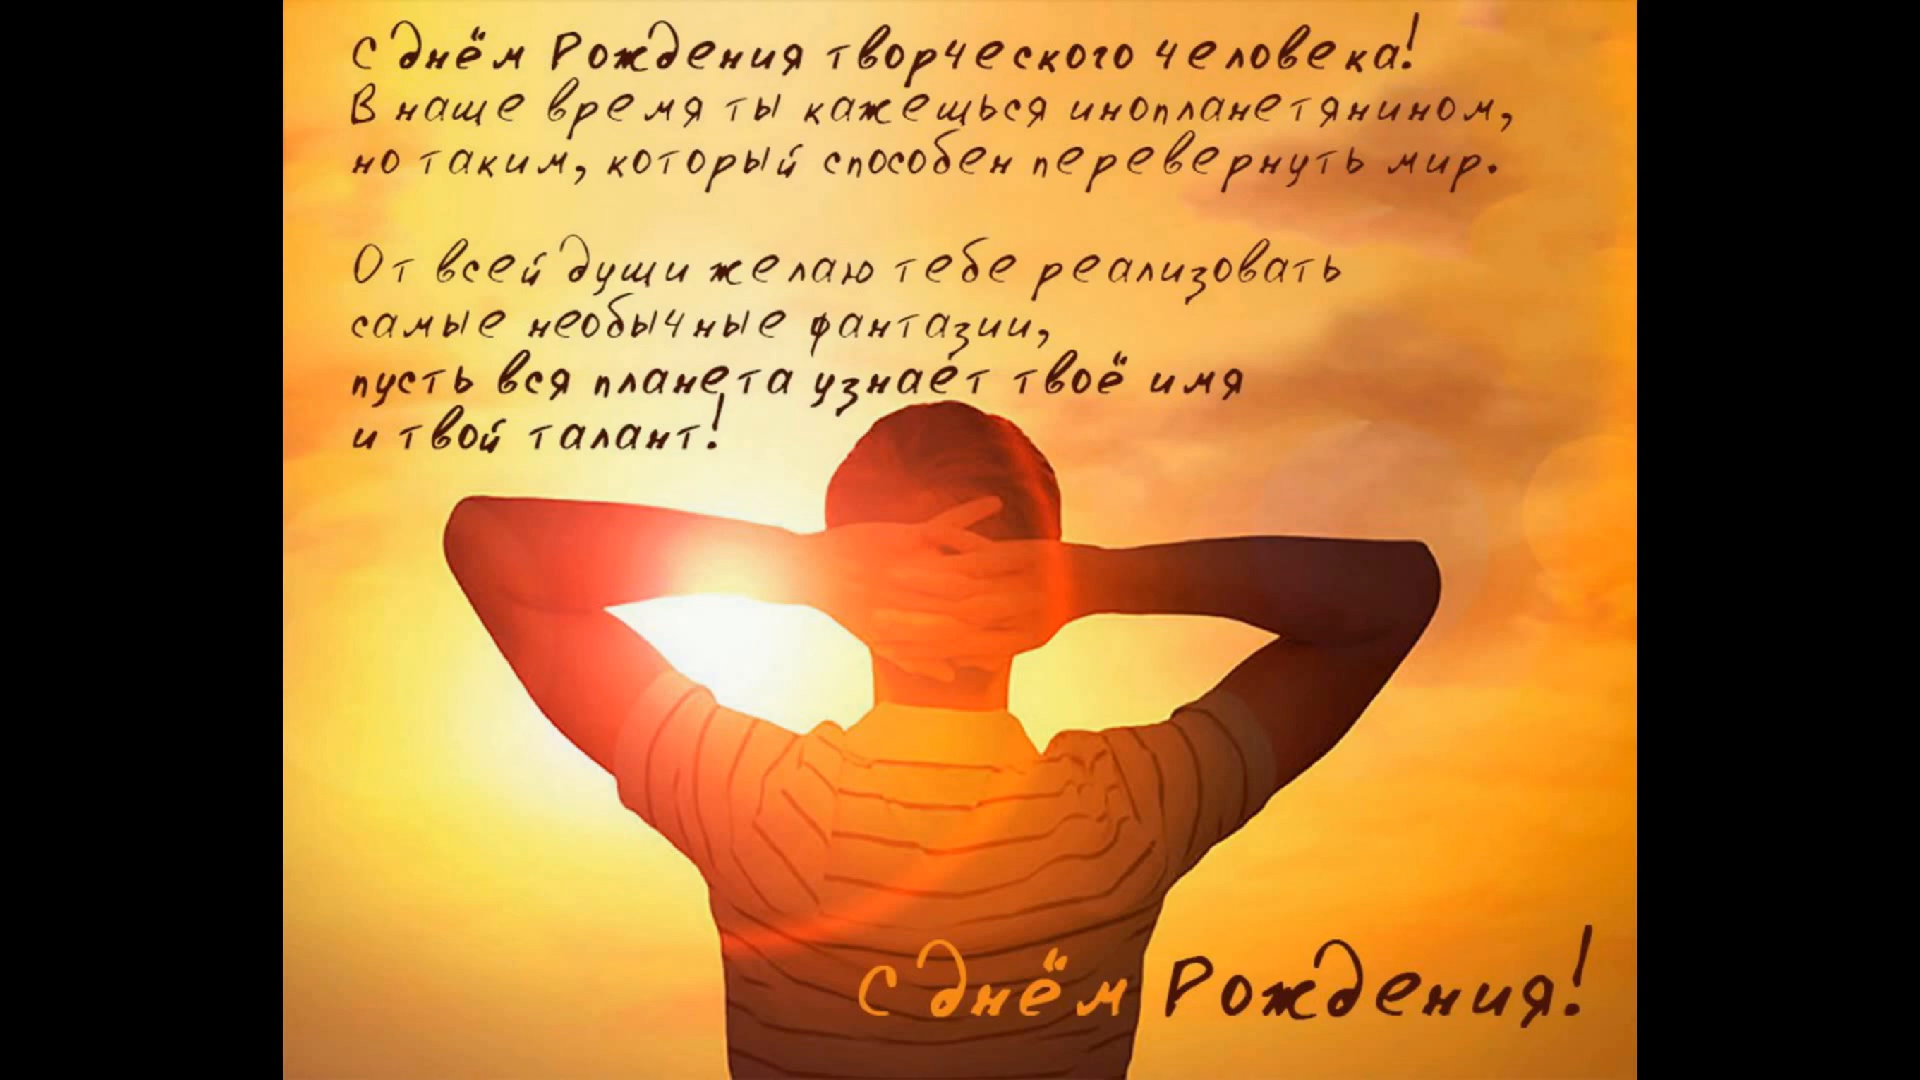 С днём Рождения творческого человека!
В наше время ты кажешься инопланетянином,
но таким, который способен перевернуть мир.
От всей души желаю тебе реализовать
самые необычные фантазии,
пусть вся планета узнает твоё имя
и твой талант!
С днём Рождения!